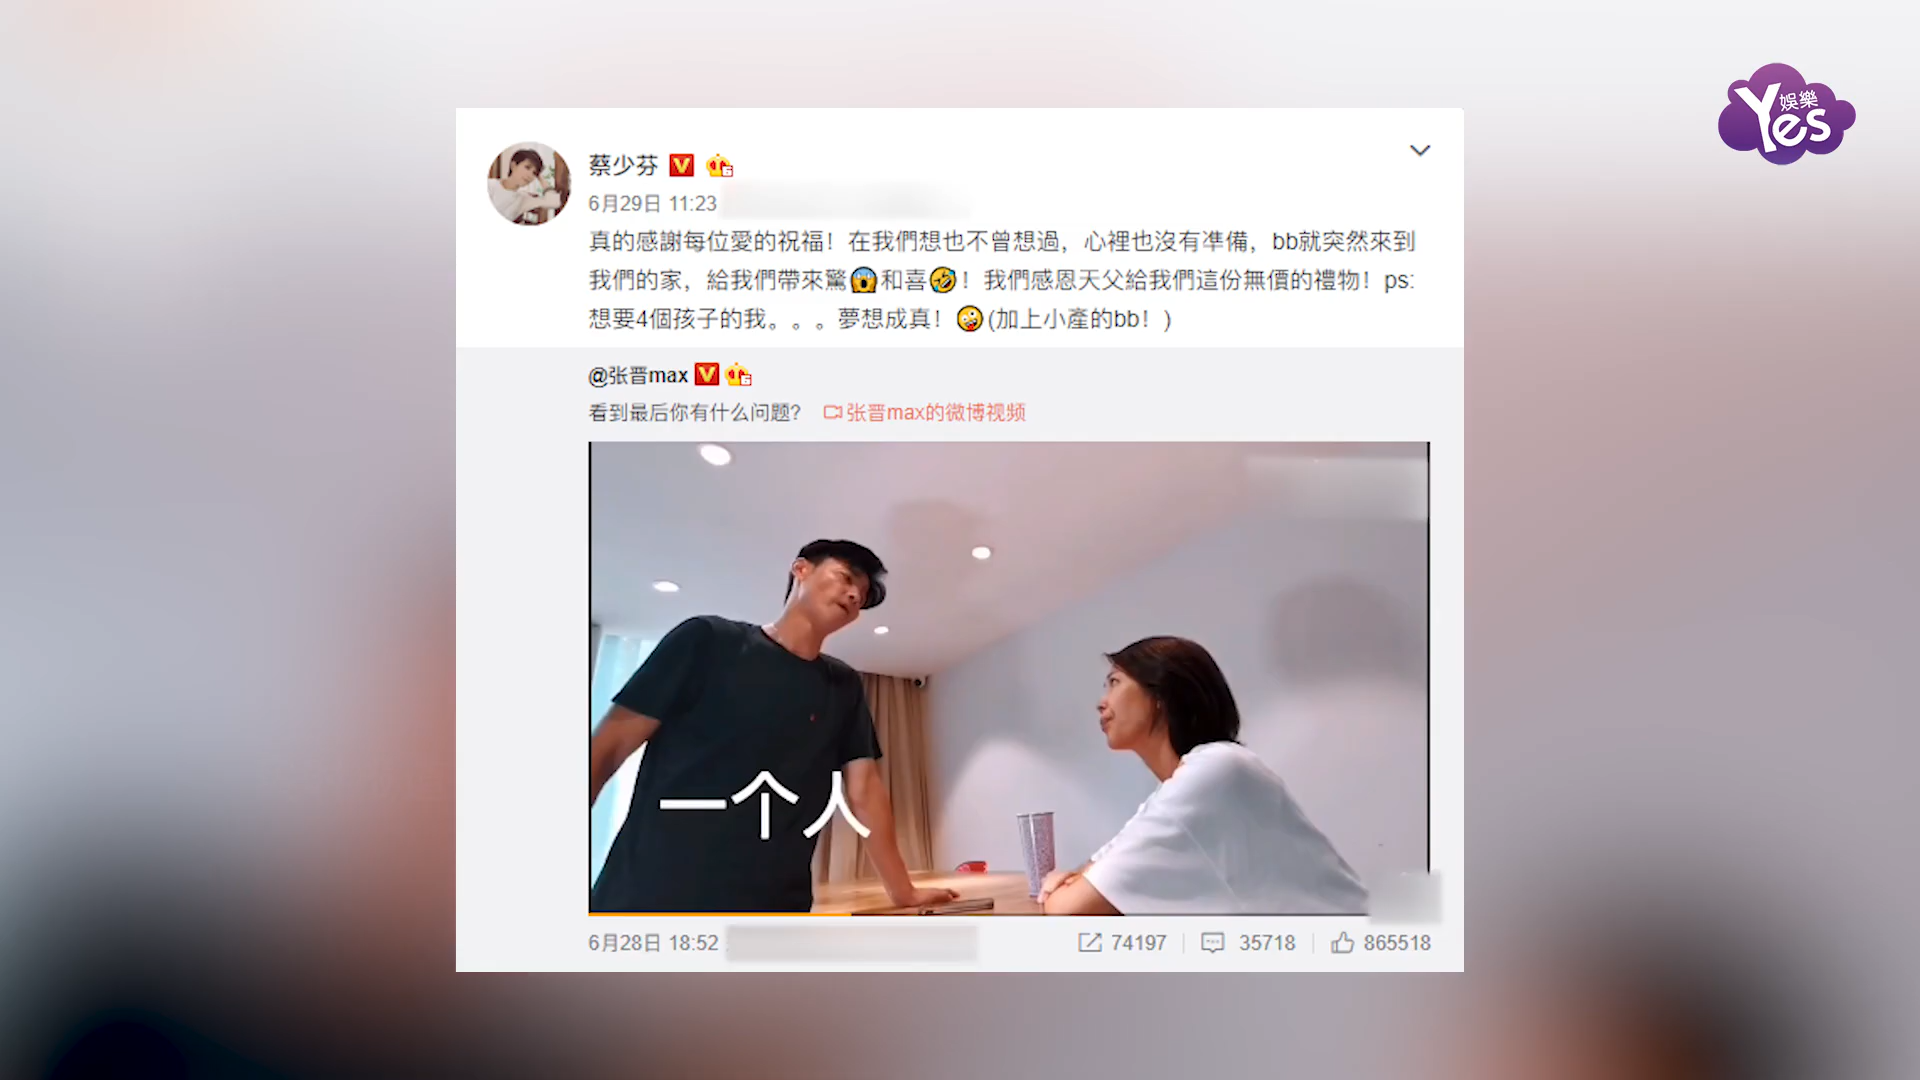 Yes 娛樂
蔡少芬
6月29日 11:23
真的感謝每位愛的祝福！在我們想也不曾想過，心裡也沒有準備，bb就突然來到
我們的家，給我們帶來驚😱和喜🤣！我們感恩天父給我們這份無價的禮物！ps:
想要4個孩子的我。。。夢想成真！🤪(加上小產的bb！)
@张晋max
看到最后你有什么问题？ 张晋max的微博视频
一个人
6月28日 18:52 74197 35718 865518